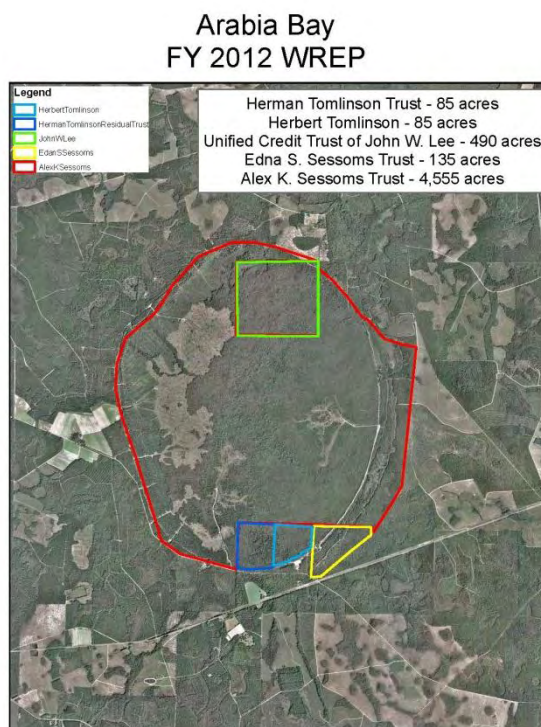 Arabia Bay
FY 2012 WREP
Legend
HerbertTomlinson
HermanTomlinsonResidualTrust
JohnWLee
EdanSSessoms
AlexKSessoms
Herman Tomlinson Trust - 85 acres
Herbert Tomlinson - 85 acres
Unified Credit Trust of John W. Lee - 490 acres
Edna S. Sessoms Trust - 135 acres
Alex K. Sessoms Trust - 4,555 acres